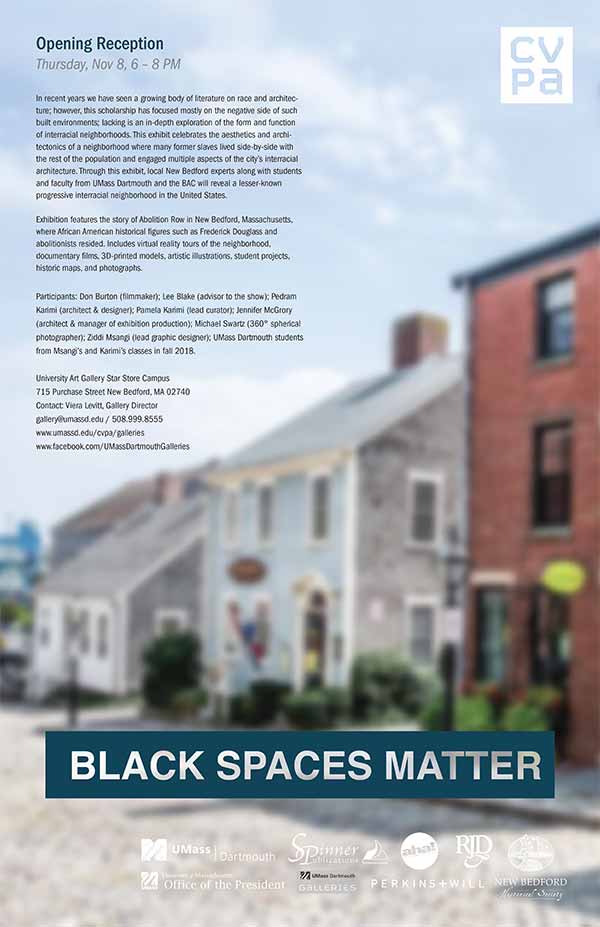 Opening Reception
Thursday, Nov 8, 6 – 8 PM
CV
Pa
In recent years we have seen a growing body of literature on race and architec-
ture; however, this scholarship has focused mostly on the negative side of such
built environments; lacking is an in-depth exploration of the form and function
of interracial neighborhoods. This exhibit celebrates the aesthetics and archi-
tectonics of a neighborhood where many former slaves lived side-by-side with
the rest of the population and engaged multiple aspects of the city's interracial
architecture. Through this exhibit, local New Bedford experts along with students
and faculty from UMass Dartmouth and the BAC will reveal a lesser-known
progressive interracial neighborhood in the United States.
Exhibition features the story of Abolition Row in New Bedford, Massachusetts,
where African American historical figures such as Frederick Douglass and
abolitionists resided. Includes virtual reality tours of the neighborhood,
documentary films, 3D-printed models, artistic illustrations, student projects,
historic maps, and photographs.
Participants: Don Burton (filmmaker); Lee Blake (advisor to the show); Pedram
Karimi (architect & designer); Pamela Karimi (lead curator); Jennifer McGrory
(architect & manager of exhibition production); Michael Swartz (360° spherical
photographer); Ziddi Msangi (lead graphic designer); UMass Dartmouth students
from Msangi's and Karimi's classes in fall 2018.
University Art Gallery Star Store Campus
715 Purchase Street New Bedford, MA 02740
Contact: Viera Levitt, Gallery Director
gallery@umassd.edu / 508.999.8555
www.umassd.edu/cvpa/galleries
www.facebook.com/UMassDartmouthGalleries
BLACK SPACES MATTER
UMass | Dartmouth
Spinner
Publications
aha!
RJD
University of Massachusetts
Office of the President
UMass Dartmouth
GALLERIES
PERKINS+WILL
NEW BEDFORD
Historical Society